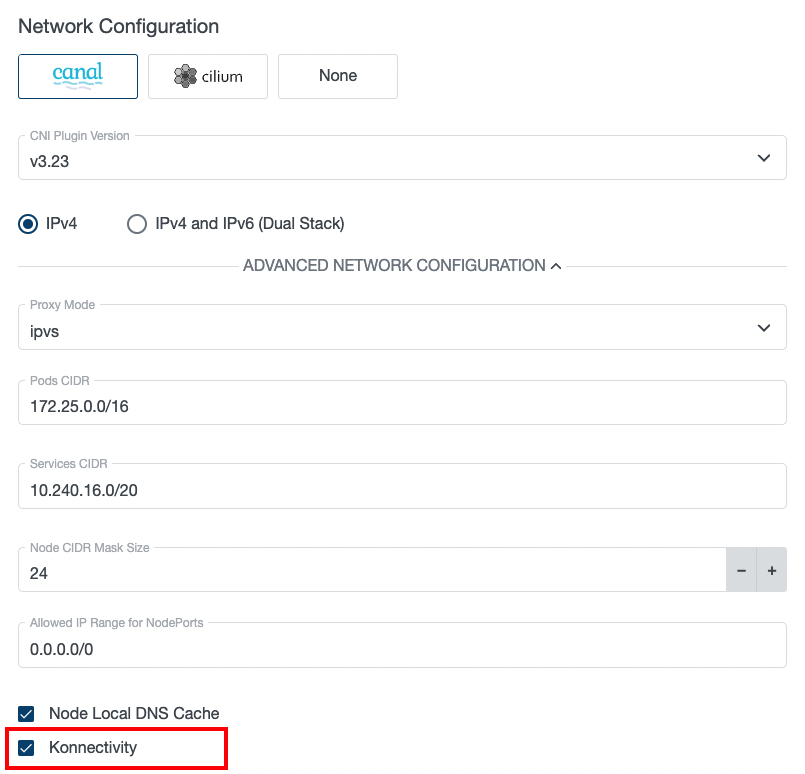 Network Configuration
canal cilium None
CNI Plugin Version
v3.23
IPv4 IPv4 and IPv6 (Dual Stack)
ADVANCED NETWORK CONFIGURATION
Proxy Mode
ipvs
Pods CIDR
172.25.0.0/16
Services CIDR
10.240.16.0/20
Node CIDR Mask Size
24 − +
Allowed IP Range for NodePorts
0.0.0.0/0
Node Local DNS Cache
Konnectivity